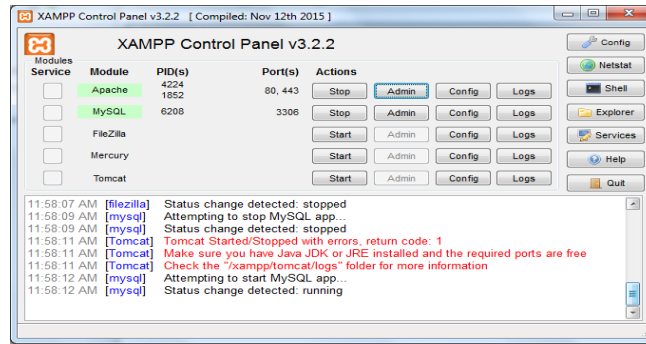 XAMPP Control Panel v3.2.2 [ Compiled: Nov 12th 2015 ]
XAMPP Control Panel v3.2.2
Config
Modules
Service Module PID(s) Port(s) Actions
Netstat
Apache 4224 1852 80, 443 Stop Admin Config Logs
Shell
MySQL 6208 3306 Stop Admin Config Logs
Explorer
FileZilla Start Admin Config Logs
Services
Mercury Start Admin Config Logs
Help
Tomcat Start Admin Config Logs
Quit
11:58:07 AM [filezilla] Status change detected: stopped
11:58:09 AM [mysql] Attempting to stop MySQL app...
11:58:09 AM [mysql] Status change detected: stopped
11:58:11 AM [Tomcat] Tomcat Started/Stopped with errors, return code: 1
11:58:11 AM [Tomcat] Make sure you have Java JDK or JRE installed and the required ports are free
11:58:11 AM [Tomcat] Check the "/xampp/tomcat/logs" folder for more information
11:58:12 AM [mysql] Attempting to start MySQL app...
11:58:12 AM [mysql] Status change detected: running